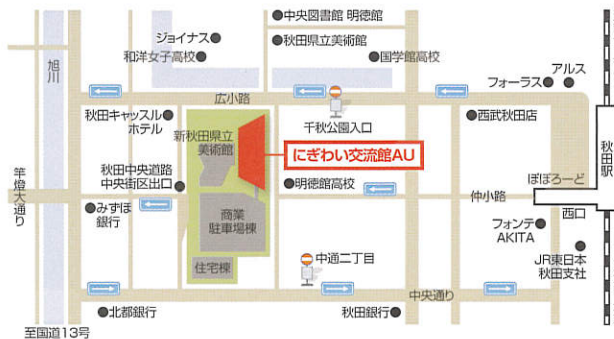 中央図書館 明徳館
ジョイナス
秋田県立美術館
和洋女子高校
国学館高校
アルス
フォーラス
旭川
広小路
秋田キャッスル
ホテル
千秋公園入口
西武秋田店
新秋田県立
美術館
にぎわい交流館AU
秋田駅
ぽぽろーど
秋田中央道路
中央街区出口
明徳館高校
竿燈大通り
仲小路
西口
みずほ
銀行
商業
駐車場棟
フォンテ
AKITA
住宅棟
中通二丁目
JR東日本
秋田支社
中央通り
北都銀行
秋田銀行
至国道13号